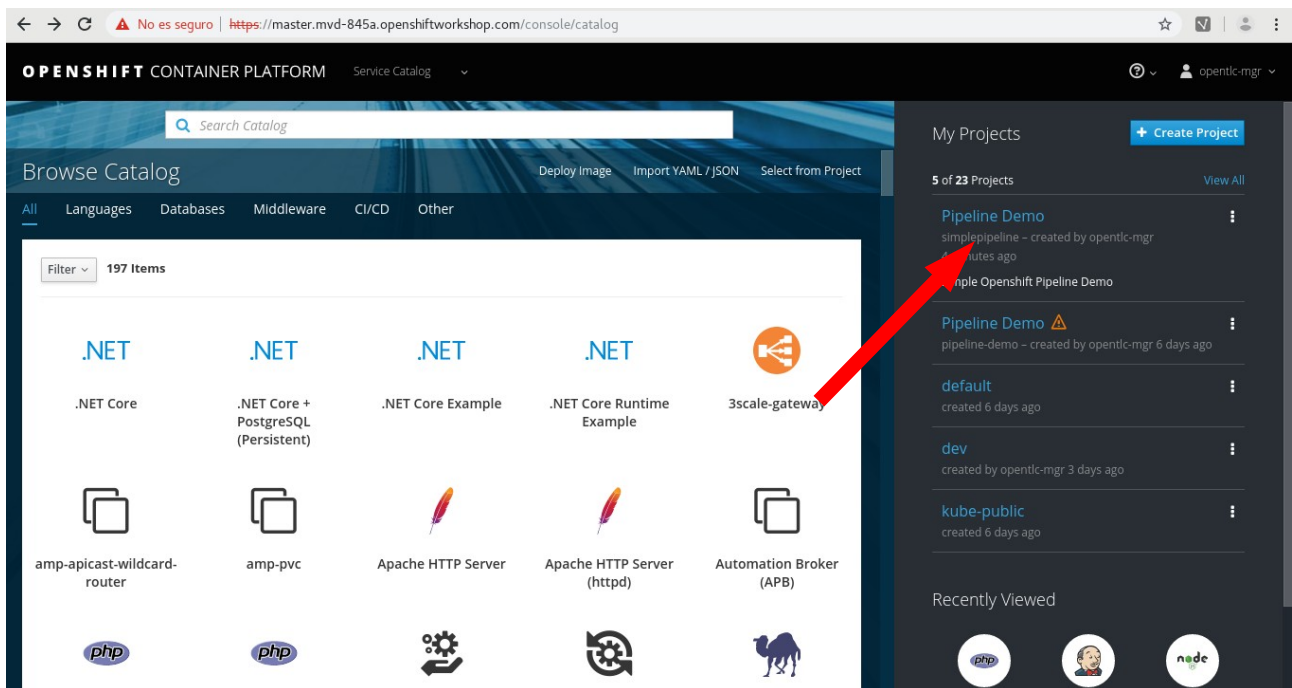 No es seguro | https://master.mvd-845a.openshiftworkshop.com/console/catalog
OPENSHIFT CONTAINER PLATFORM
Service Catalog
opentlc-mgr
Search Catalog
Browse Catalog
Deploy Image
Import YAML / JSON
Select from Project
All
Languages
Databases
Middleware
CI/CD
Other
Filter
197 Items
.NET
.NET
.NET
.NET
.NET Core
.NET Core +
PostgreSQL
(Persistent)
.NET Core Example
.NET Core Runtime
Example
3scale-gateway
amp-apicast-wildcard-
router
amp-pvc
Apache HTTP Server
Apache HTTP Server
(httpd)
Automation Broker
(APB)
php
php
My Projects
+ Create Project
5 of 23 Projects
View All
Pipeline Demo
simplepipeline – created by opentlc-mgr
ago
Openshift Pipeline Demo
Pipeline Demo
pipeline-demo – created by opentlc-mgr 6 days ago
default
created 6 days ago
dev
created by opentlc-mgr 3 days ago
kube-public
created 6 days ago
Recently Viewed
php
node